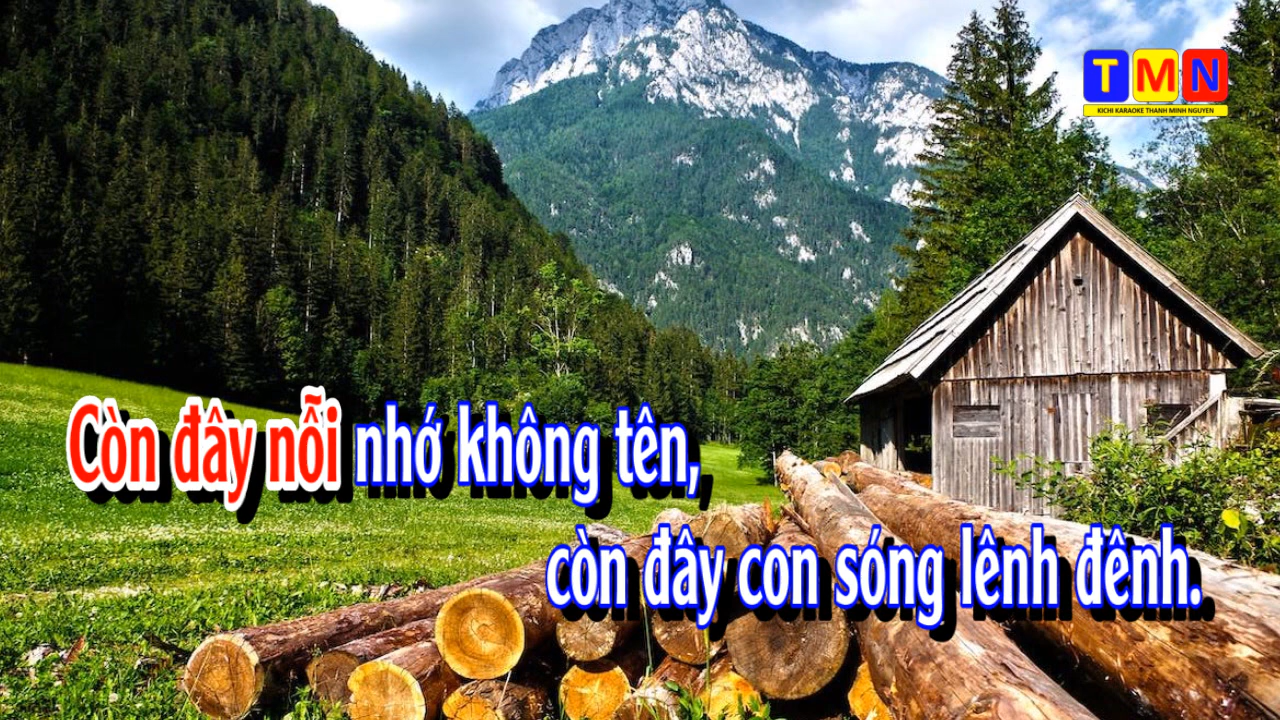 TMN
KICHI KARAOKE THANH MINH NGUYEN
Còn đây nỗi nhớ không tên,
còn đây con sóng lênh đênh.